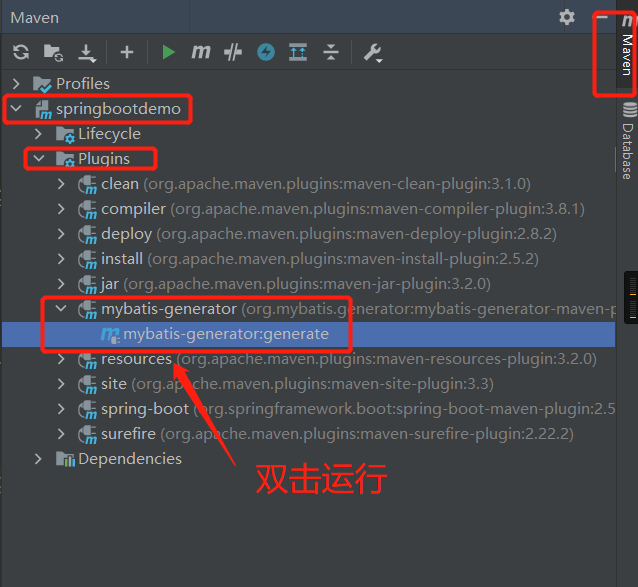 Maven
Profiles
springbootdemo
Lifecycle
Plugins
clean (org.apache.maven.plugins:maven-clean-plugin:3.1.0)
compiler (org.apache.maven.plugins:maven-compiler-plugin:3.8.1)
deploy (org.apache.maven.plugins:maven-deploy-plugin:2.8.2)
install (org.apache.maven.plugins:maven-install-plugin:2.5.2)
jar (org.apache.maven.plugins:maven-jar-plugin:3.2.0)
mybatis-generator (org.mybatis.generator:mybatis-generator-maven-p
mybatis-generator:generate
resources (org.apache.maven.plugins:maven-resources-plugin:3.2.0)
site (org.apache.maven.plugins:maven-site-plugin:3.3)
spring-boot (org.springframework.boot:spring-boot-maven-plugin:2.5
surefire (org.apache.maven.plugins:maven-surefire-plugin:2.22.2)
Dependencies
双击运行
Maven
Database